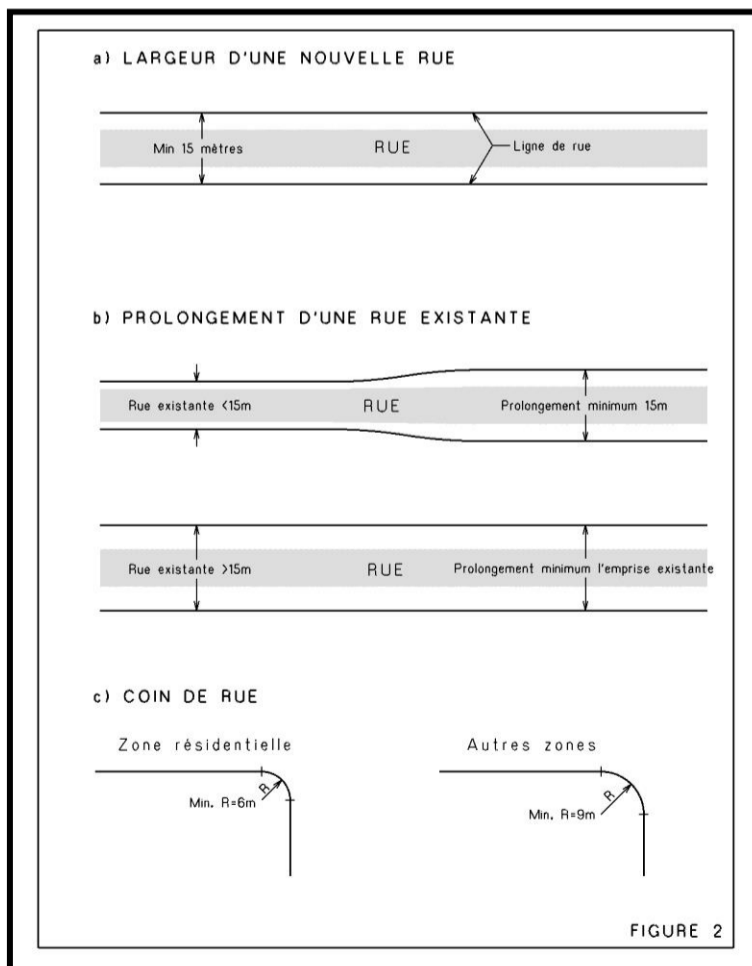 a) LARGEUR D'UNE NOUVELLE RUE
Min 15 mètres
RUE
Ligne de rue
b) PROLONGEMENT D'UNE RUE EXISTANTE
Rue existante <15m
RUE
Prolongement minimum 15m
Rue existante >15m
RUE
Prolongement minimum l'emprise existante
c) COIN DE RUE
Zone résidentielle
R
Min. R=6m
Autres zones
R
Min. R=9m
FIGURE 2